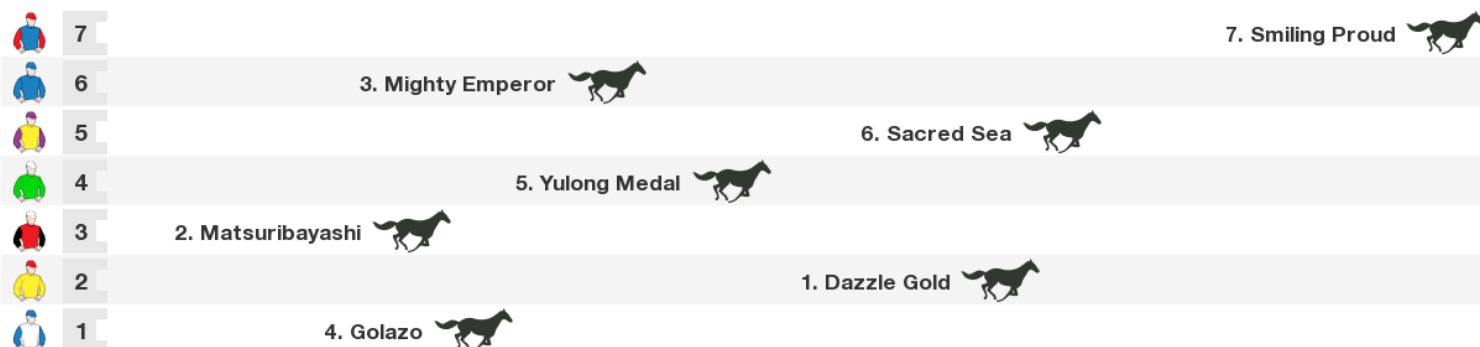 7 7. Smiling Proud
6 3. Mighty Emperor
5 6. Sacred Sea
4 5. Yulong Medal
3 2. Matsuribayashi
2 1. Dazzle Gold
1 4. Golazo